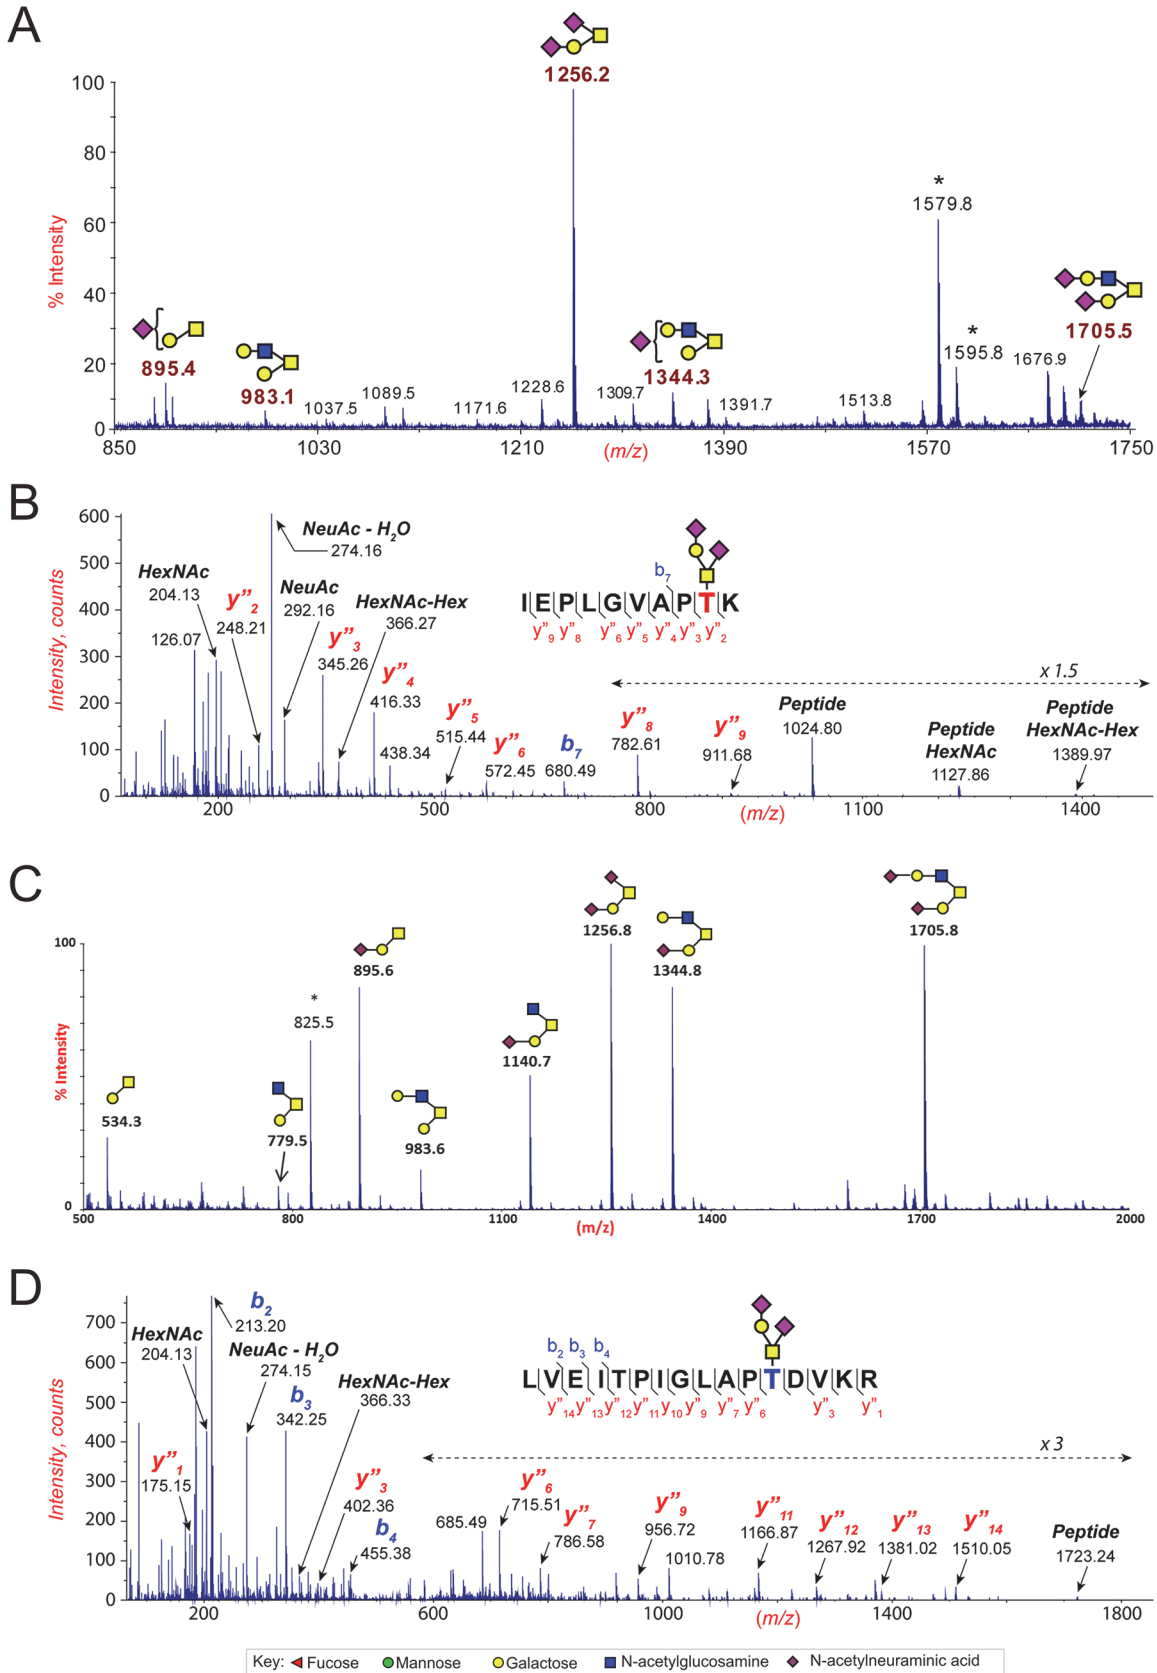 A
1256.2
100
80
60
40
20
0
% Intensity
895.4
983.1
1037.5
1089.5
1171.6
1228.6
1309.7
1344.3
1391.7
1513.8
*
1579.8
*
1595.8
1676.9
1705.5
850
1030
1210
(m/z)
1390
1570
1750
B
600
500
400
300
200
100
0
Intensity, counts
NeuAc - H2O
274.16
HexNAc
204.13
y”2
248.21
NeuAc
292.16
HexNAc-Hex
366.27
126.07
y”3
345.26
y”4
416.33
438.34
y”5
515.44
y”6
572.45
b7
680.49
y”8
782.61
y”9
911.68
Peptide
1024.80
Peptide
HexNAc
1127.86
Peptide
HexNAc-Hex
1389.97
x 1.5
b7
IEPLGVAPTK
y”9 y”8 y”6 y”5 y”4 y”3 y”2
200
500
800
(m/z)
1100
1400
C
100
0
% Intensity
534.3
779.5
*
825.5
895.6
983.6
1140.7
1256.8
1344.8
1705.8
500
800
1100
(m/z)
1400
1700
2000
D
700
600
500
400
300
200
100
0
Intensity, counts
b2
213.20
HexNAc
204.13
NeuAc - H2O
274.15
b3
342.25
HexNAc-Hex
366.33
y”1
175.15
y”3
402.36
b4
455.38
685.49
y”6
715.51
y”7
786.58
y”9
956.72
1010.78
y”11
1166.87
y”12
1267.92
y”13
1381.02
y”14
1510.05
Peptide
1723.24
x 3
b2 b3 b4
LVEITPIGLAPTDVKR
y”14 y”13 y”12 y”11 y”10 y”9 y”7 y”6 y”3 y”1
200
600
1000
(m/z)
1400
1800
Key: Fucose Mannose Galactose N-acetylglucosamine N-acetylneuraminic acid